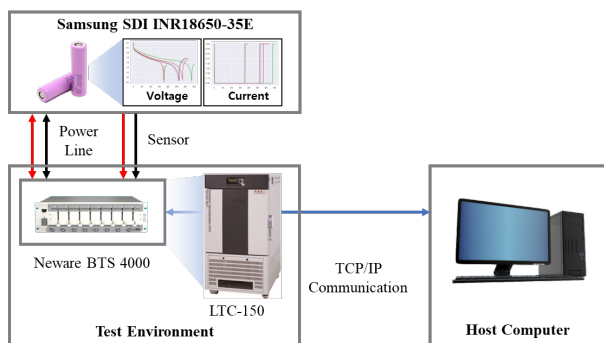 Samsung SDI INR18650-35E
Voltage
Current
Power
Line
Sensor
Neware BTS 4000
LTC-150
Test Environment
TCP/IP
Communication
Host Computer